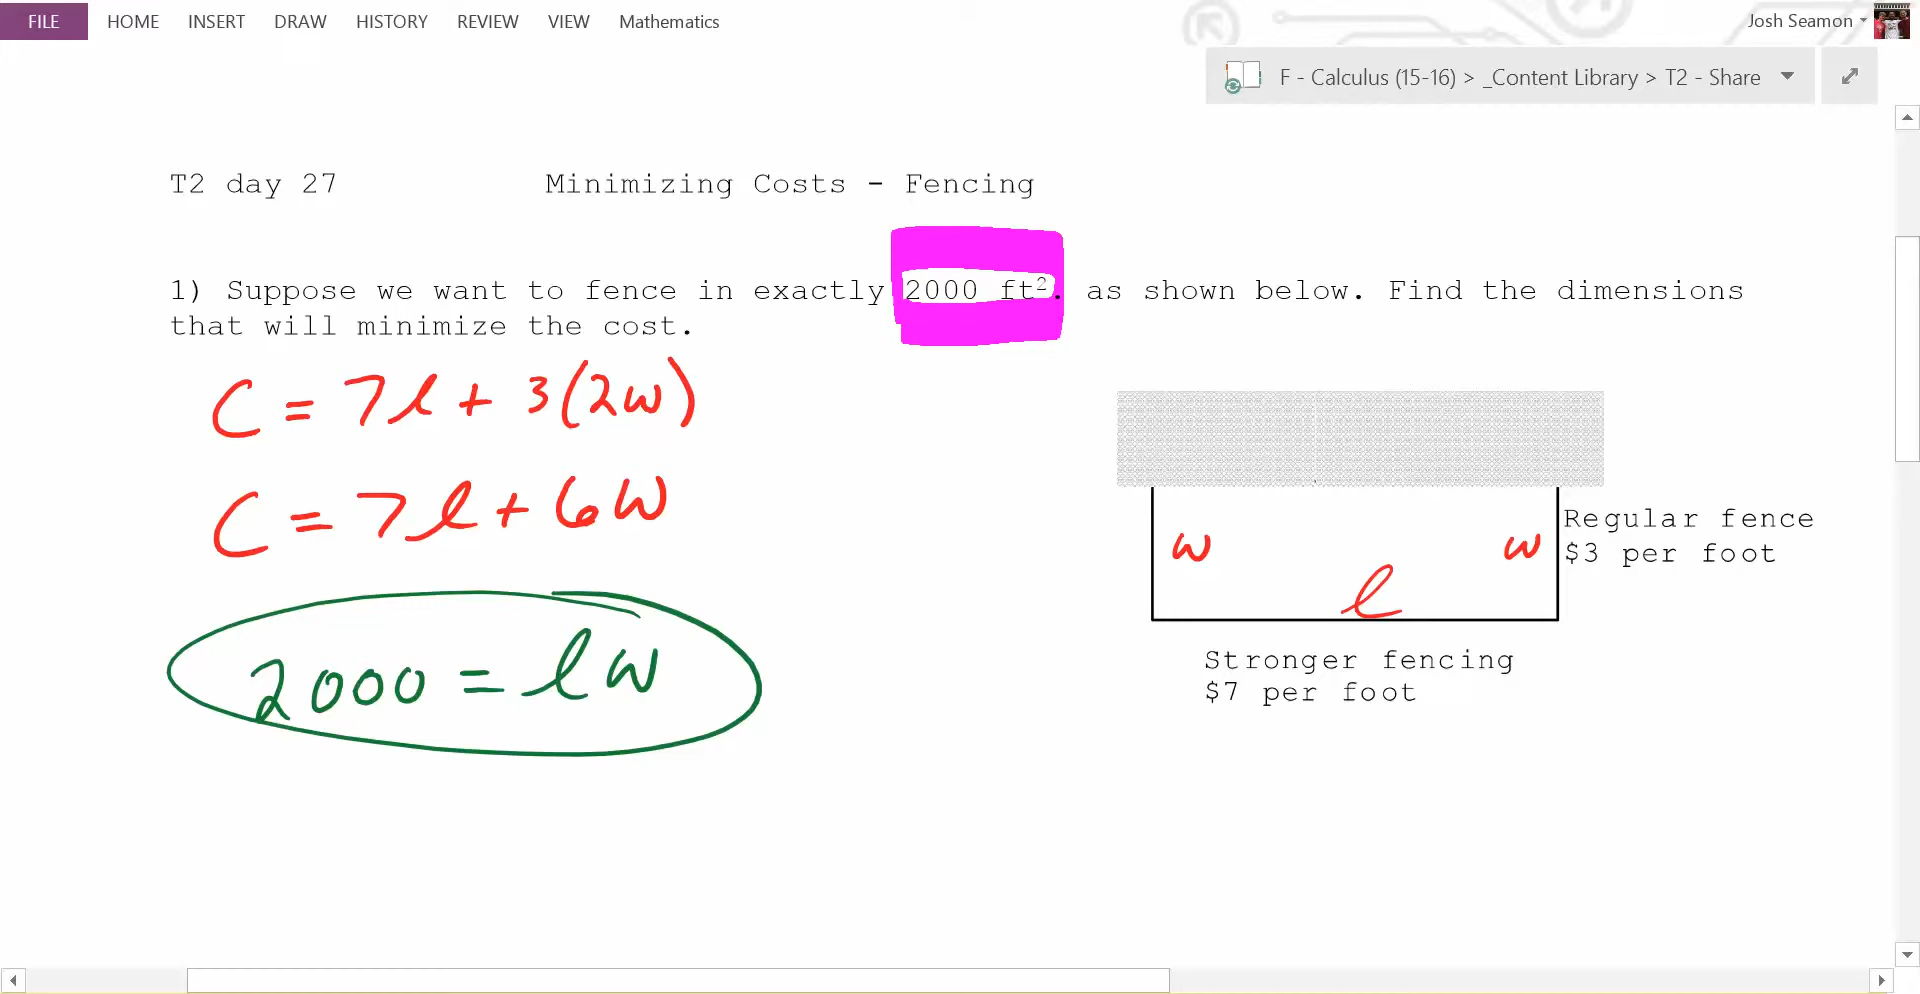 FILE HOME INSERT DRAW HISTORY REVIEW VIEW Mathematics Josh Seamon
F - Calculus (15-16) > _Content Library > T2 - Share
T2 day 27 Minimizing Costs - Fencing
1) Suppose we want to fence in exactly 2000 ft². as shown below. Find the dimensions
that will minimize the cost.
C = 7l + 3(2w)
C = 7l + 6w
2000 = lw
w w
l
Regular fence
$3 per foot
Stronger fencing
$7 per foot